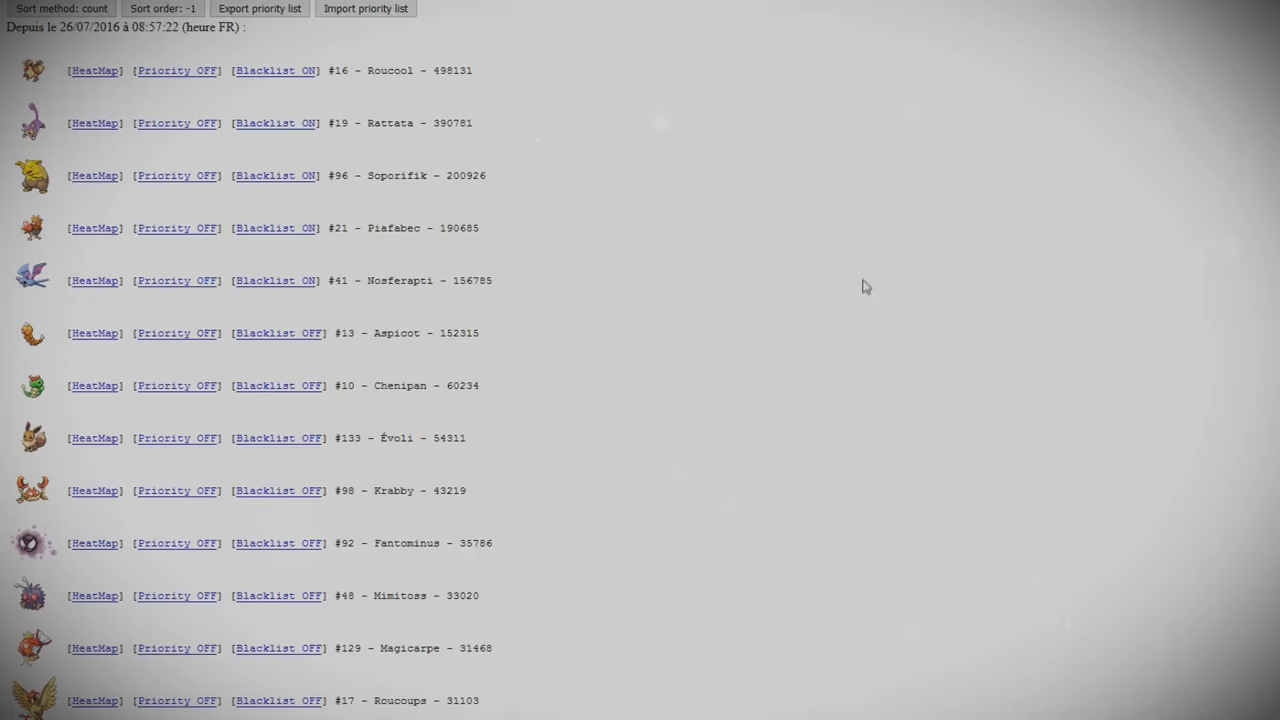 Sort method: count Sort order: -1 Export priority list Import priority list
Depuis le 26/07/2016 à 08:57:22 (heure FR) :
[HeatMap] [Priority OFF] [Blacklist ON] #16 - Roucool - 498131
[HeatMap] [Priority OFF] [Blacklist ON] #19 - Rattata - 390781
[HeatMap] [Priority OFF] [Blacklist ON] #96 - Soporifik - 200926
[HeatMap] [Priority OFF] [Blacklist ON] #21 - Piafabec - 190685
[HeatMap] [Priority OFF] [Blacklist ON] #41 - Nosferapti - 156785
[HeatMap] [Priority OFF] [Blacklist OFF] #13 - Aspicot - 152315
[HeatMap] [Priority OFF] [Blacklist OFF] #10 - Chenipan - 60234
[HeatMap] [Priority OFF] [Blacklist OFF] #133 - Évoli - 54311
[HeatMap] [Priority OFF] [Blacklist OFF] #98 - Krabby - 43219
[HeatMap] [Priority OFF] [Blacklist OFF] #92 - Fantominus - 35786
[HeatMap] [Priority OFF] [Blacklist OFF] #48 - Mimitoss - 33020
[HeatMap] [Priority OFF] [Blacklist OFF] #129 - Magicarpe - 31468
[HeatMap] [Priority OFF] [Blacklist OFF] #17 - Roucoups - 31103